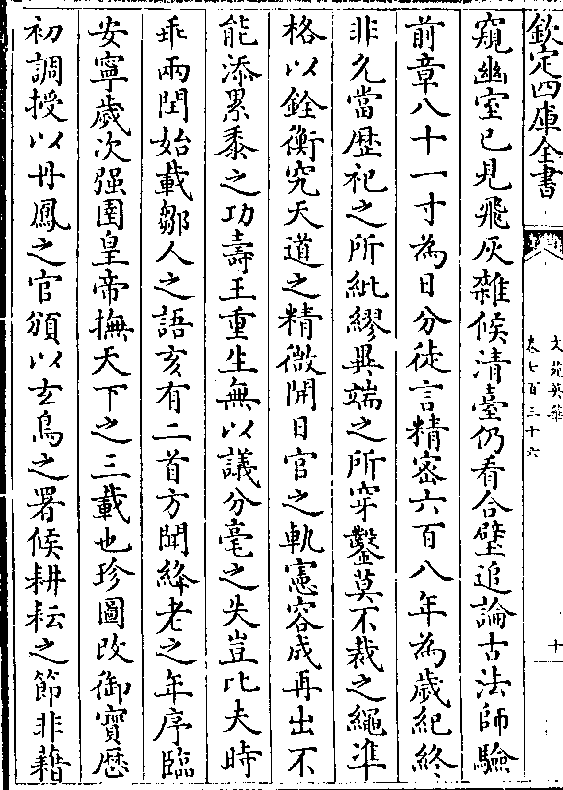 欽定四庫全書
文苑英華
卷七百三十六
十
窺幽室已見飛灰雜候清臺仍看合璧追論古法師驗
前章八十一寸為日分徒言精密六百八年為歲紀終
非久當歴祀之所紕繆異端之所穿鑿莫不裁之繩準
格以銓衡究天道之精微開日官之軌憲容成再出不
能添累黍之功壽王重生無以議分毫之失豈比夫時
乖兩閏始載鄒人之語亥有二首方聞絳老之年序臨
安寧歲次强圉皇帝撫天下之三載也珍圖改御寳歴
初調授以丹鳳之官頒以玄鳥之署候耕耘之節非藉